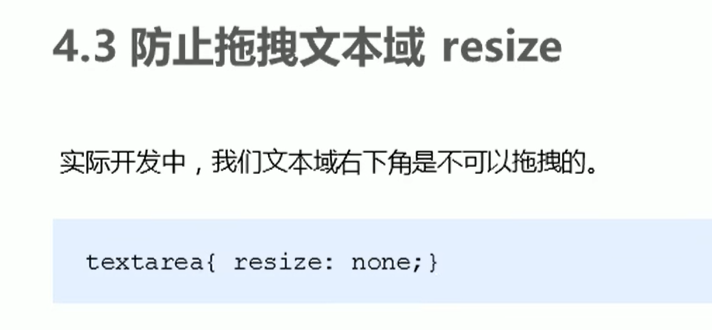 4.3 防止拖拽文本域 resize
实际开发中，我们文本域右下角是不可以拖拽的。
textarea{ resize: none;}